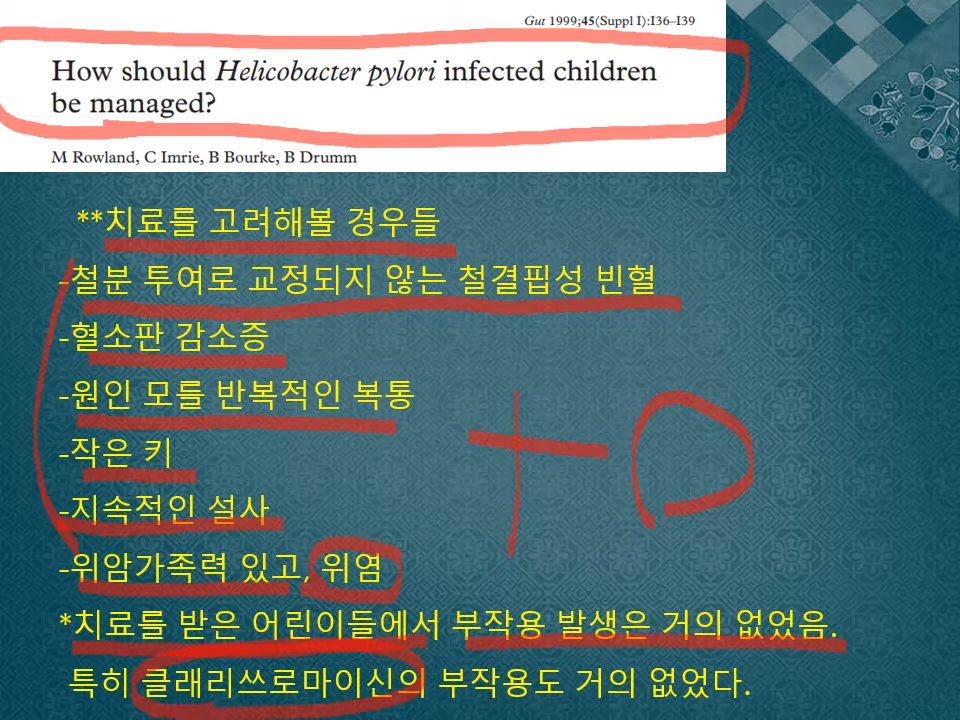 Gut 1999;45(Suppl I):I36–I39
How should Helicobacter pylori infected children
be managed?
M Rowland, C Imrie, B Bourke, B Drumm
**치료를 고려해볼 경우들
-철분 투여로 교정되지 않는 철결핍성 빈혈
-혈소판 감소증
-원인 모를 반복적인 복통
-작은 키
-지속적인 설사
-위암가족력 있고, 위염
*치료를 받은 어린이들에서 부작용 발생은 거의 없었음.
특히 클래리쓰로마이신의 부작용도 거의 없었다.